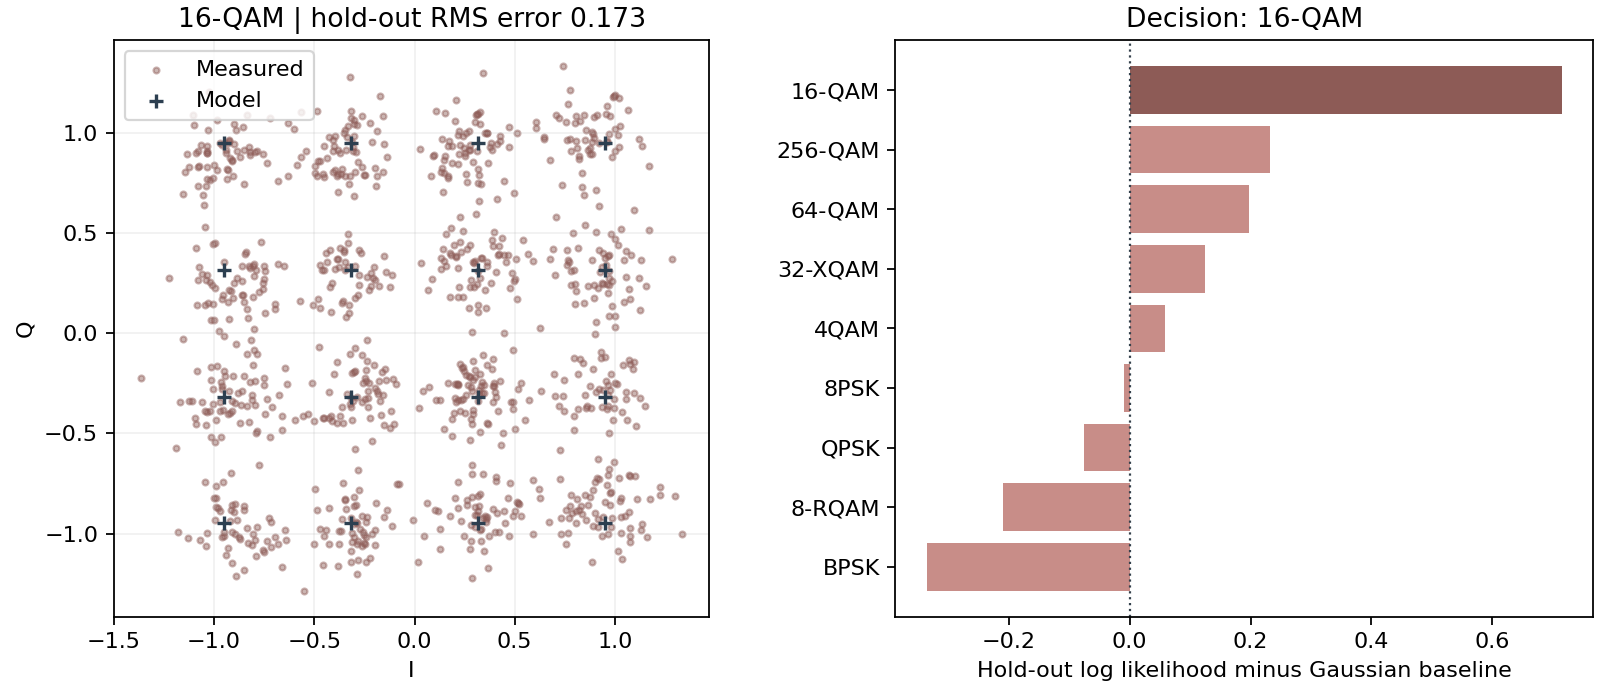 16-QAM | hold-out RMS error 0.173
Measured
Model
1.0
0.5
0.0
−0.5
−1.0
Q
−1.5
−1.0
−0.5
0.0
0.5
1.0
I
Decision: 16-QAM
16-QAM
256-QAM
64-QAM
32-XQAM
4QAM
8PSK
QPSK
8-RQAM
BPSK
−0.2
0.0
0.2
0.4
0.6
Hold-out log likelihood minus Gaussian baseline